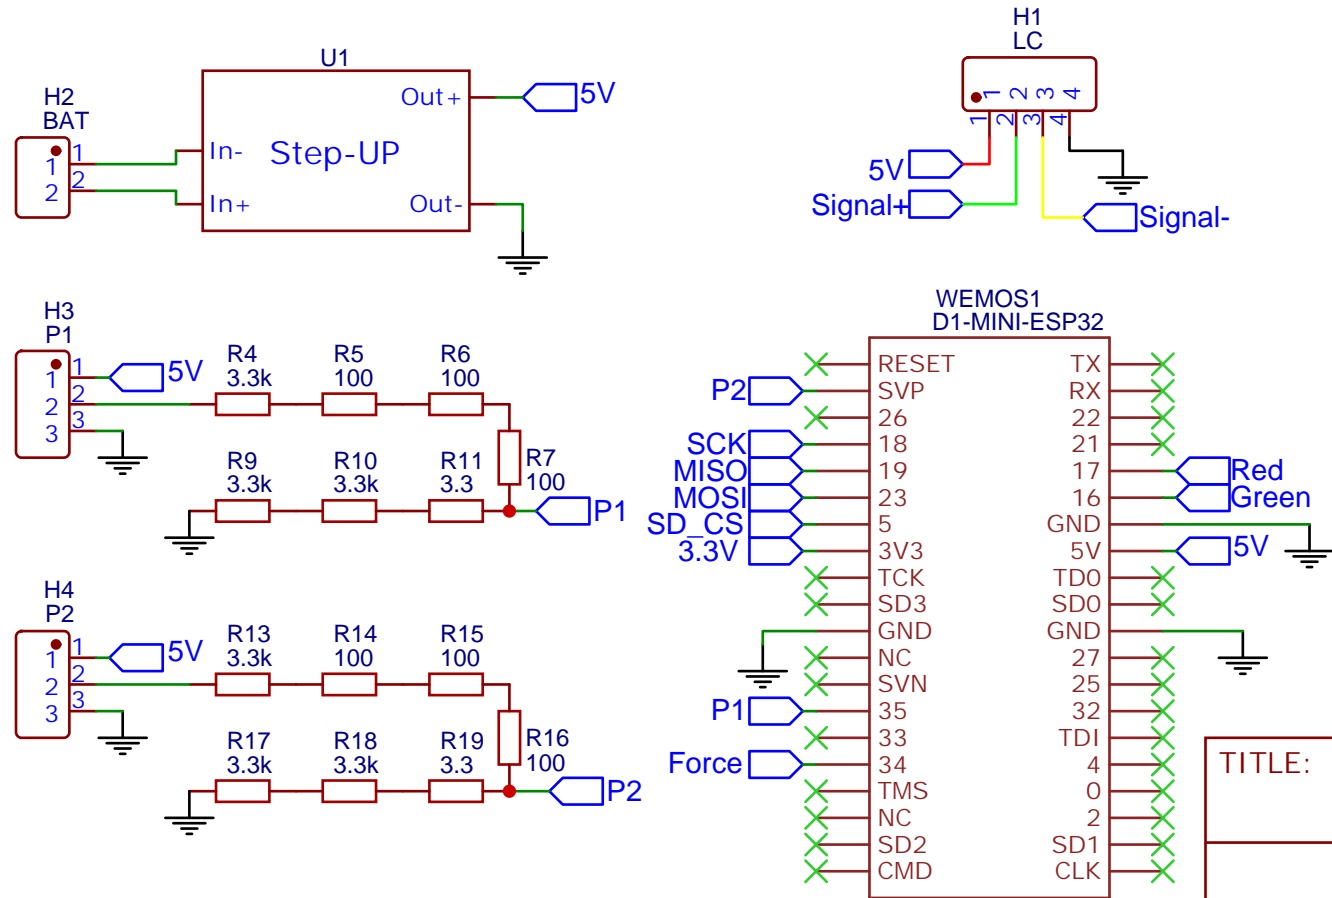 U1
H2
BAT
1
2
1
2
In-
In+
Step-UP
Out+
Out-
5V
H1
LC
1
2
3
4
1
2
3
4
5V
Signal+
Signal-
H3
P1
1
2
3
1
2
3
5V
R4
3.3k
R5
100
R6
100
R7
100
R9
3.3k
R10
3.3k
R11
3.3
P1
H4
P2
1
2
3
1
2
3
5V
R13
3.3k
R14
100
R15
100
R16
100
R17
3.3k
R18
3.3k
R19
3.3
P2
WEMOS1
D1-MINI-ESP32
RESET TX
P2 SVP RX
26 22
SCK 18 21
MISO 19 17 Red
MOSI 23 16 Green
SD_CS 5 GND
3.3V 3V3 5V 5V
TCK TD0
SD3 SD0
GND GND
NC 27
SVN 25
P1 35 32
33 TDI
Force 34 4
TMS 0
NC 2
SD2 SD1
CMD CLK
TITLE: